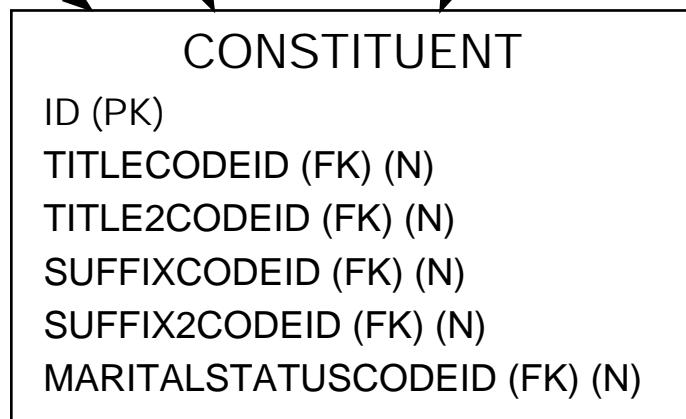 CONSTITUENT
ID (PK)
TITLECODEID (FK) (N)
TITLE2CODEID (FK) (N)
SUFFIXCODEID (FK) (N)
SUFFIX2CODEID (FK) (N)
MARITALSTATUSCODEID (FK) (N)